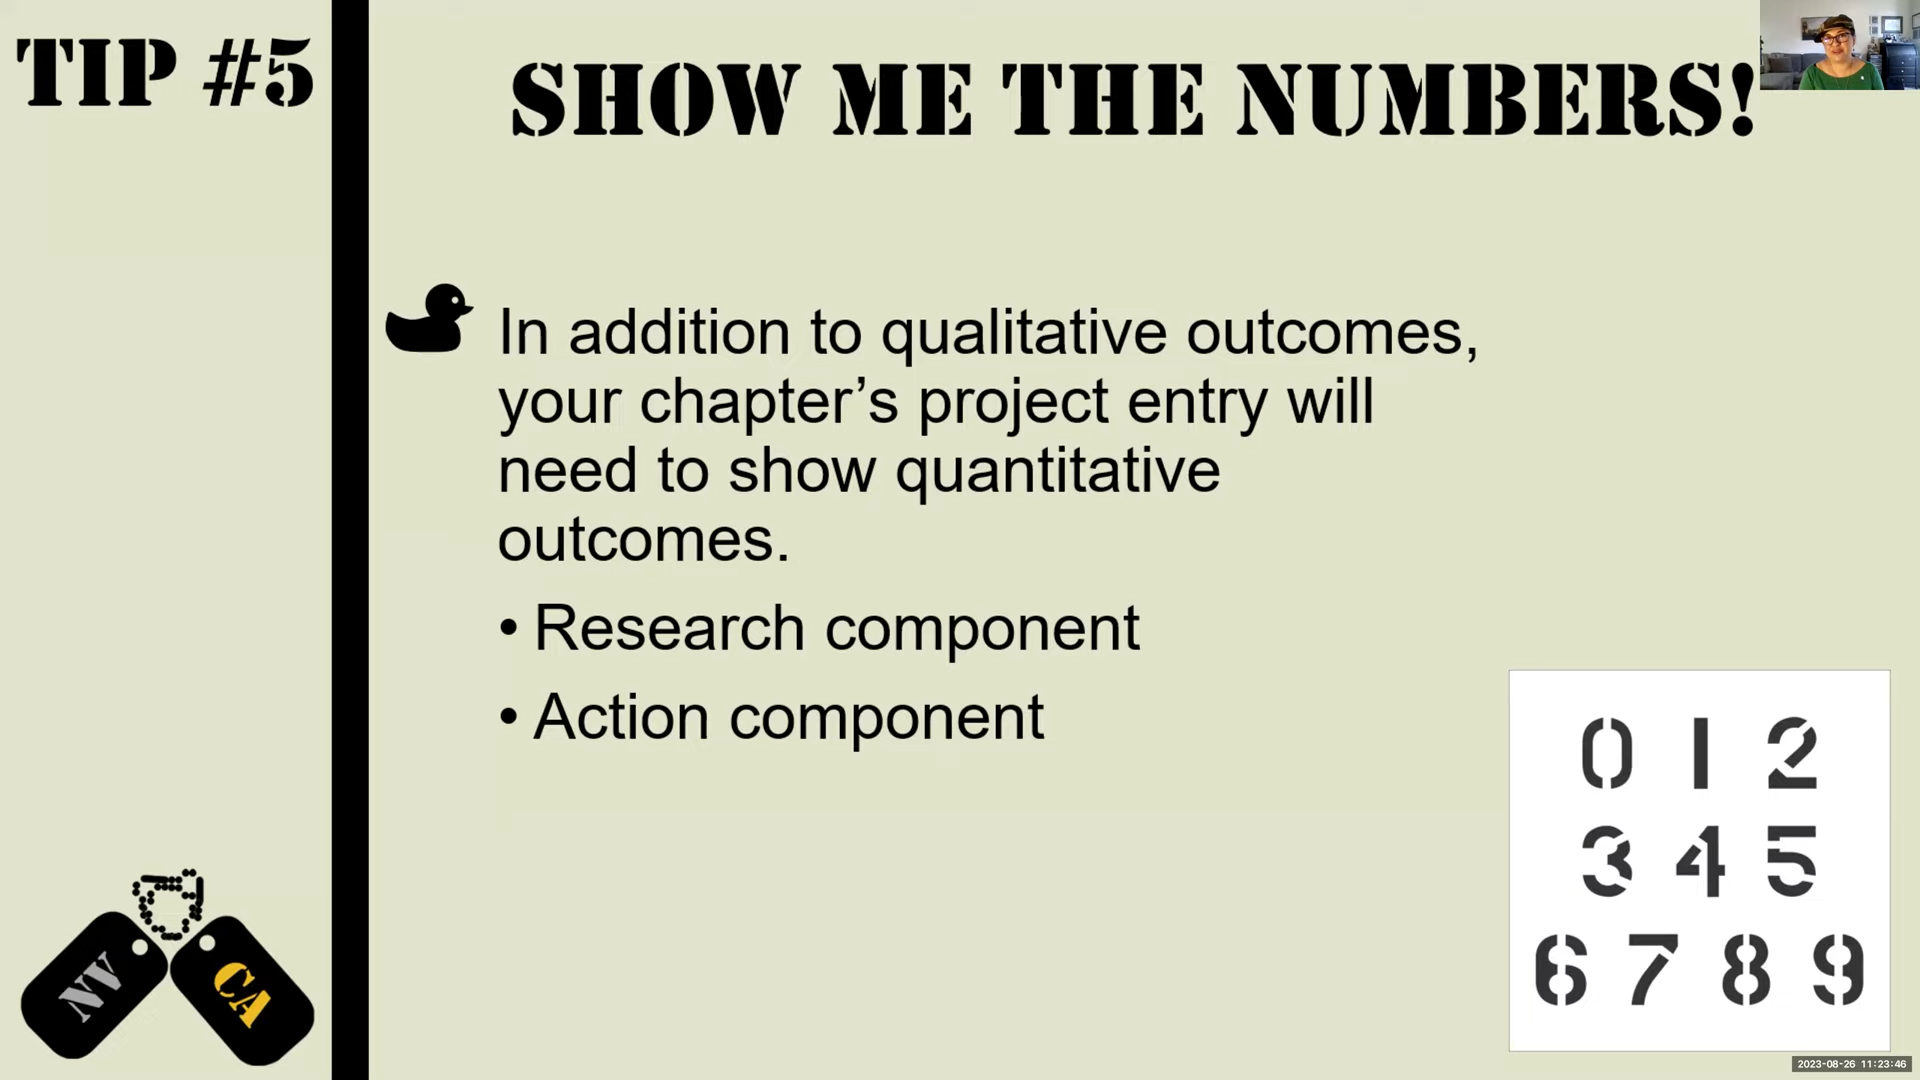 TIP #5
SHOW ME THE NUMBERS!
In addition to qualitative outcomes,
your chapter’s project entry will
need to show quantitative
outcomes.
• Research component
• Action component
0 1 2
3 4 5
6 7 8 9
NV
CA
2023-08-26 11:23:46